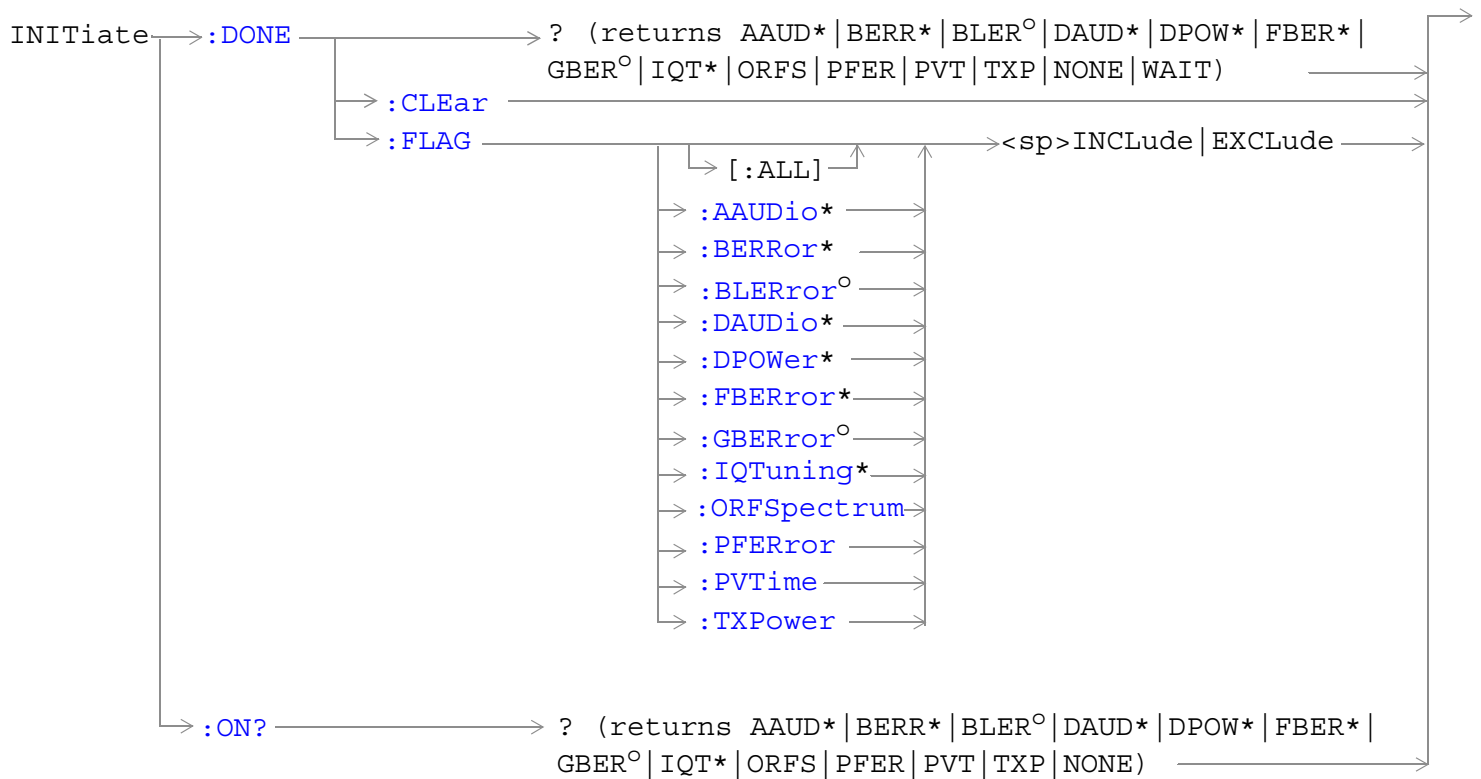 INITiate :DONE ? (returns AAUD*|BERR*|BLER°|DAUD*|DPOW*|FBER*|
GBER°|IQT*|ORFS|PFER|PVT|TXP|NONE|WAIT)
:CLEar
:FLAG <sp>INCLude|EXCLude
[:ALL]
:AAUDio*
:BERRor*
:BLERror°
:DAUDio*
:DPOWer*
:FBERror*
:GBERror°
:IQTuning*
:ORFSpectrum
:PFERror
:PVTime
:TXPower
:ON? ? (returns AAUD*|BERR*|BLER°|DAUD*|DPOW*|FBER*|
GBER°|IQT*|ORFS|PFER|PVT|TXP|NONE)